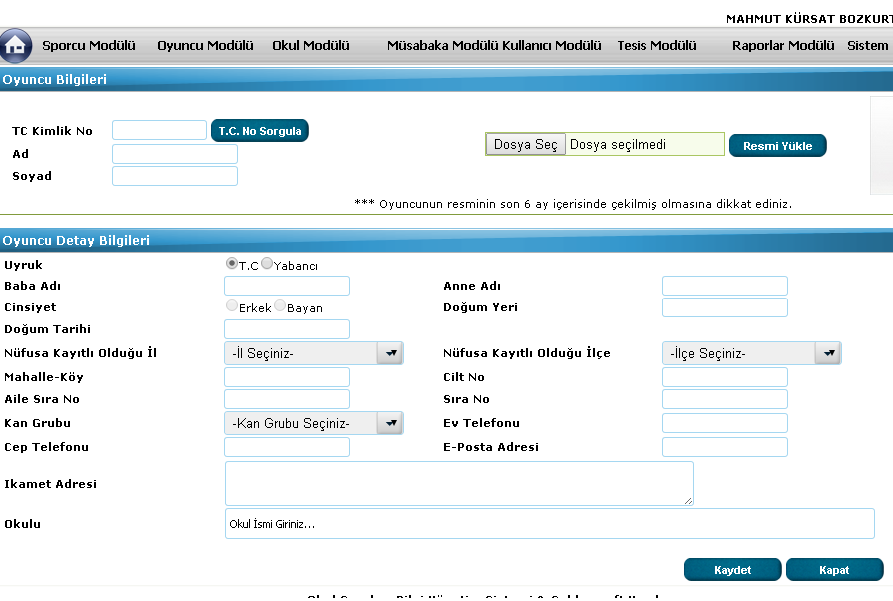 MAHMUT KÜRSAT BOZKURT
Sporcu Modülü Oyuncu Modülü Okul Modülü Müsabaka Modülü Kullanıcı Modülü Tesis Modülü Raporlar Modülü Sistem
Oyuncu Bilgileri
TC Kimlik No T.C. No Sorgula
Dosya Seç Dosya seçilmedi Resmi Yükle
Ad
Soyad
*** Oyuncunun resminin son 6 ay içerisinde çekilmiş olmasına dikkat ediniz.
Oyuncu Detay Bilgileri
Uyruk T.C Yabancı
Baba Adı Anne Adı
Cinsiyet Erkek Bayan Doğum Yeri
Doğum Tarihi
Nüfusa Kayıtlı Olduğu İl -İl Seçiniz- Nüfusa Kayıtlı Olduğu İlçe -İlçe Seçiniz-
Mahalle-Köy Cilt No
Aile Sıra No Sıra No
Kan Grubu -Kan Grubu Seçiniz- Ev Telefonu
Cep Telefonu E-Posta Adresi
Ikamet Adresi
Okulu Okul İsmi Giriniz...
Kaydet Kapat